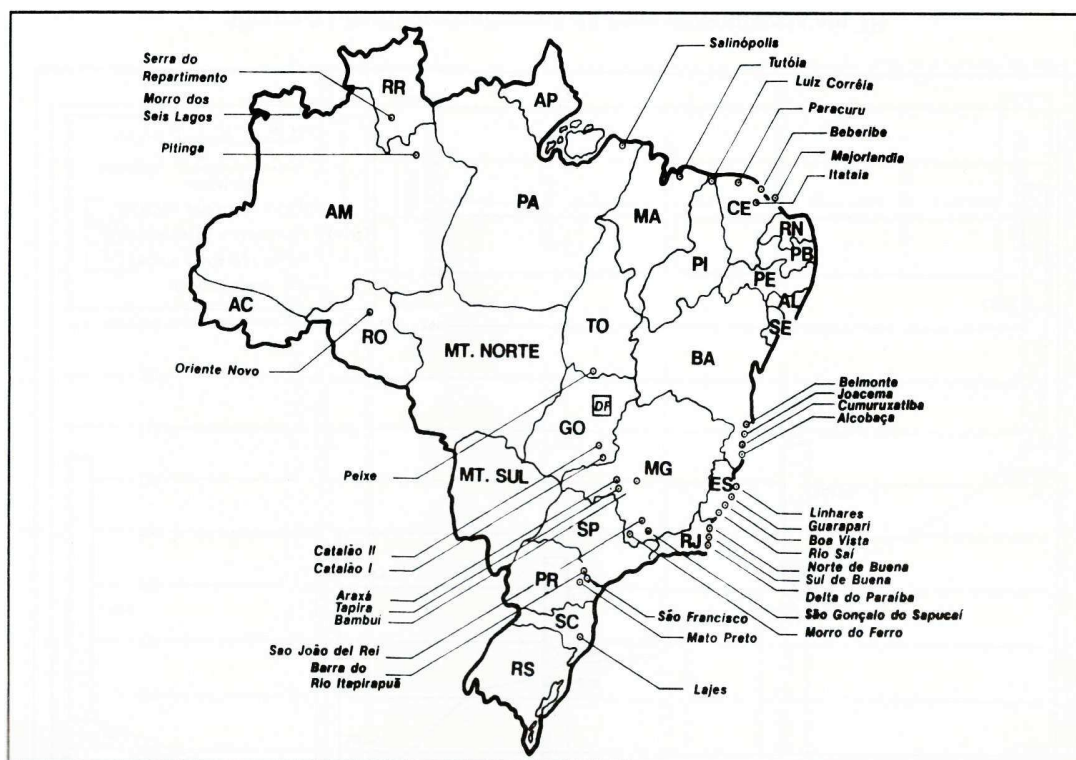 Serra do
Repartimento
Morro dos
Seis Lagos
Pitinga
Salinópolis
Tutóia
Luiz Corrêia
Paracuru
Beberibe
Majorlandia
Itataia
RR
AP
AM
PA
MA
CE
RN
PB
PI
PE
AL
SE
AC
RO
TO
MT. NORTE
BA
Oriente Novo
DF
GO
Belmonte
Joacema
Cumuruxatiba
Alcobaça
Peixe
MT. SUL
MG
ES
SP
RJ
Linhares
Guarapari
Boa Vista
Rio Saí
Norte de Buena
Sul de Buena
Delta do Paraíba
São Gonçalo do Sapucaí
Morro do Ferro
Catalão II
Catalão I
Araxá
Tapira
Bambuí
PR
São Francisco
Mato Preto
SC
Sao João del Rei
Barra do
Rio Itapirapuã
RS
Lajes